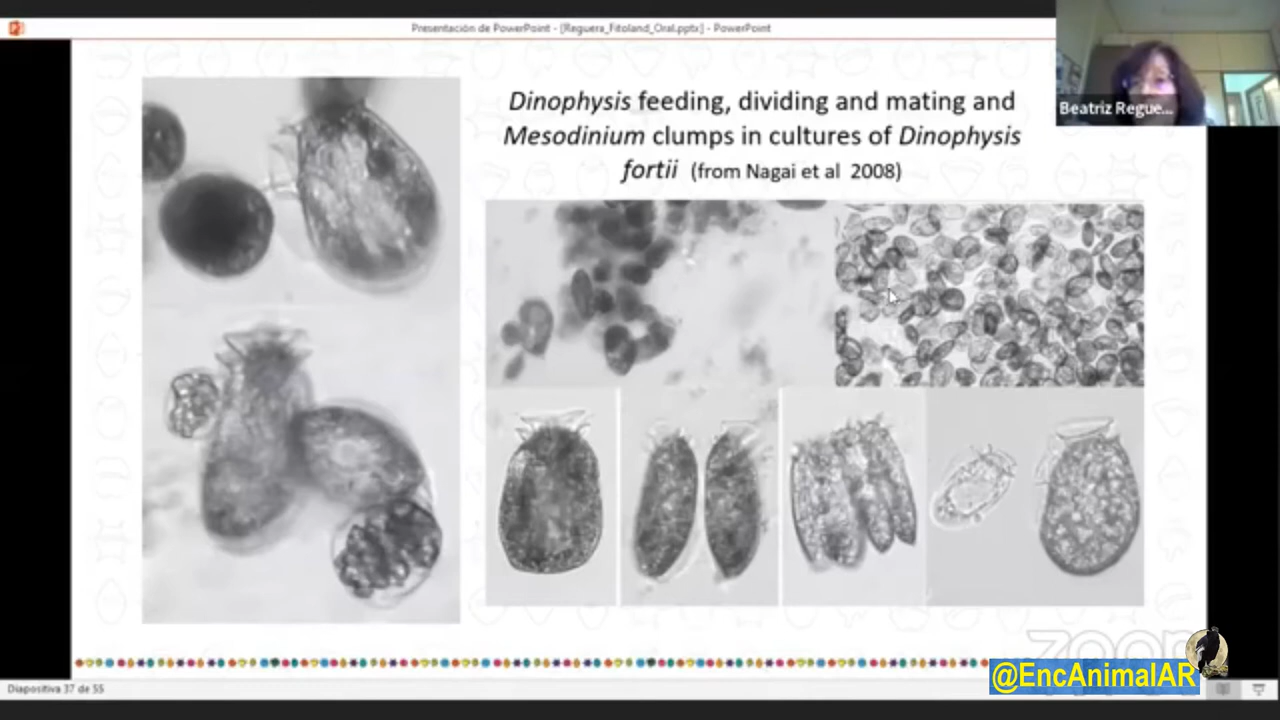 Presentación de PowerPoint - [Reguera_Fitoland_Oral.pptx] - PowerPoint
Beatriz Regue...
Dinophysis feeding, dividing and mating and
Mesodinium clumps in cultures of Dinophysis
fortii (from Nagai et al 2008)
zoom
@EncAnimalAR
Diapositiva 37 de 55